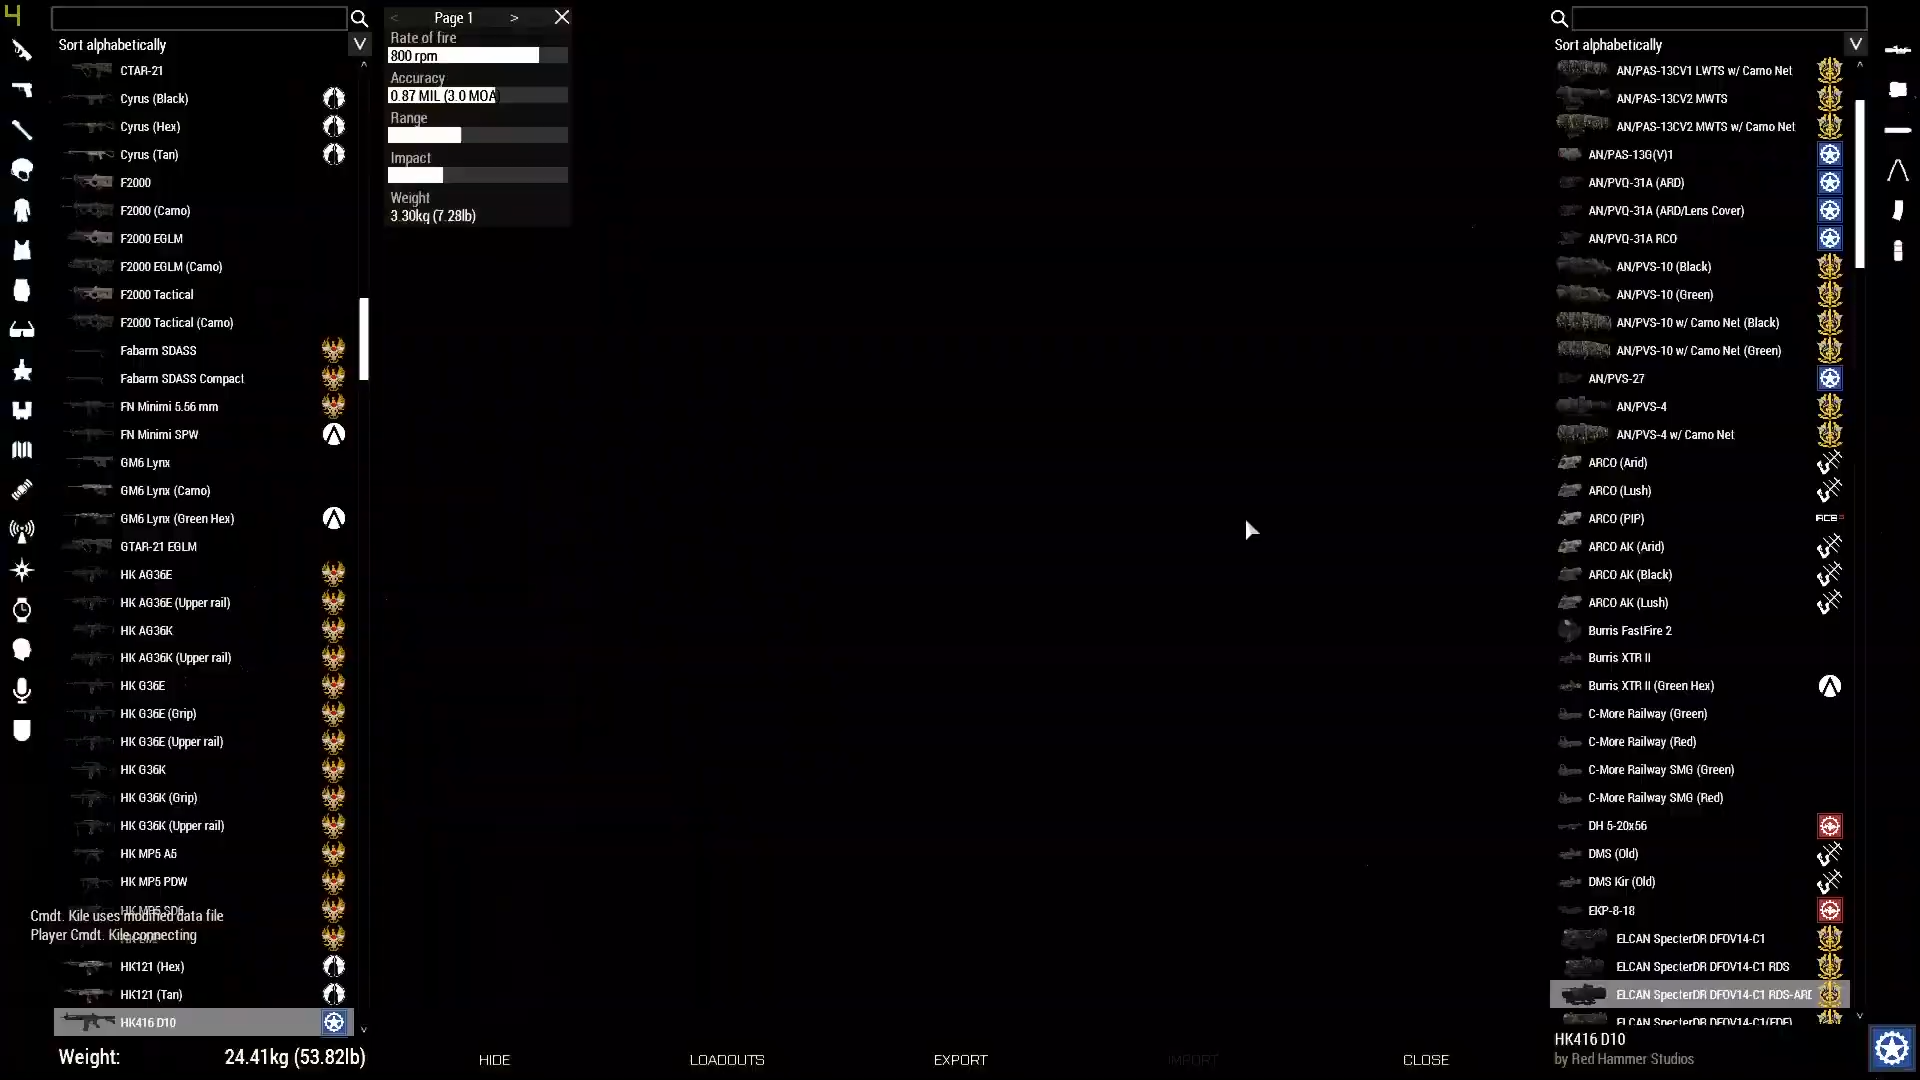 4
Sort alphabetically
V
CTAR-21
Cyrus (Black)
Cyrus (Hex)
Cyrus (Tan)
F2000
F2000 (Camo)
F2000 EGLM
F2000 EGLM (Camo)
F2000 Tactical
F2000 Tactical (Camo)
Fabarm SDASS
Fabarm SDASS Compact
FN Minimi 5.56 mm
FN Minimi SPW
GM6 Lynx
GM6 Lynx (Camo)
GM6 Lynx (Green Hex)
GTAR-21 EGLM
HK AG36E
HK AG36E (Upper rail)
HK AG36K
HK AG36K (Upper rail)
HK G36E
HK G36E (Grip)
HK G36E (Upper rail)
HK G36K
HK G36K (Grip)
HK G36K (Upper rail)
HK MP5 A5
HK MP5 PDW
HK MP5 SD6
Cmdt. Kile uses modified data file
Player Cmdt. Kile connecting
HK121 (Hex)
HK121 (Tan)
HK416 D10
Weight: 24.41kg (53.82lb)
< Page 1 >
Rate of fire
800 rpm
Accuracy
0.87 MIL (3.0 MOA)
Range
Impact
Weight
3.30kg (7.28lb)
HIDE
LOADOUTS
EXPORT
IMPORT
CLOSE
Sort alphabetically
V
AN/PAS-13CV1 LWTS w/ Camo Net
AN/PAS-13CV2 MWTS
AN/PAS-13CV2 MWTS w/ Camo Net
AN/PAS-13G(V)1
AN/PVQ-31A (ARD)
AN/PVQ-31A (ARD/Lens Cover)
AN/PVQ-31A RCO
AN/PVS-10 (Black)
AN/PVS-10 (Green)
AN/PVS-10 w/ Camo Net (Black)
AN/PVS-10 w/ Camo Net (Green)
AN/PVS-27
AN/PVS-4
AN/PVS-4 w/ Camo Net
ARCO (Arid)
ARCO (Lush)
ARCO (PIP)
ACE3
ARCO AK (Arid)
ARCO AK (Black)
ARCO AK (Lush)
Burris FastFire 2
Burris XTR II
Burris XTR II (Green Hex)
C-More Railway (Green)
C-More Railway (Red)
C-More Railway SMG (Green)
C-More Railway SMG (Red)
DH 5-20x56
DMS (Old)
DMS Kir (Old)
EKP-8-18
ELCAN SpecterDR DFOV14-C1
ELCAN SpecterDR DFOV14-C1 RDS
ELCAN SpecterDR DFOV14-C1 RDS-ARD
ELCAN SpecterDR DFOV14-C1(FDE)
HK416 D10
by Red Hammer Studios